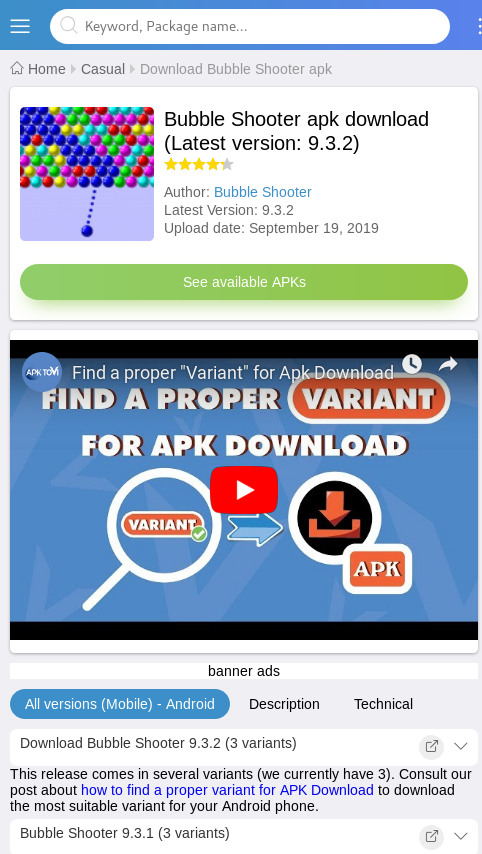 Keyword, Package name...
Home Casual Download Bubble Shooter apk
Bubble Shooter apk download
(Latest version: 9.3.2)
Author: Bubble Shooter
Latest Version: 9.3.2
Upload date: September 19, 2019
See available APKs
Find a proper "Variant" for Apk Download
FIND A PROPER VARIANT
FOR APK DOWNLOAD
VARIANT
APK
banner ads
All versions (Mobile) - Android Description Technical
Download Bubble Shooter 9.3.2 (3 variants)
This release comes in several variants (we currently have 3). Consult our
post about how to find a proper variant for APK Download to download
the most suitable variant for your Android phone.
Bubble Shooter 9.3.1 (3 variants)